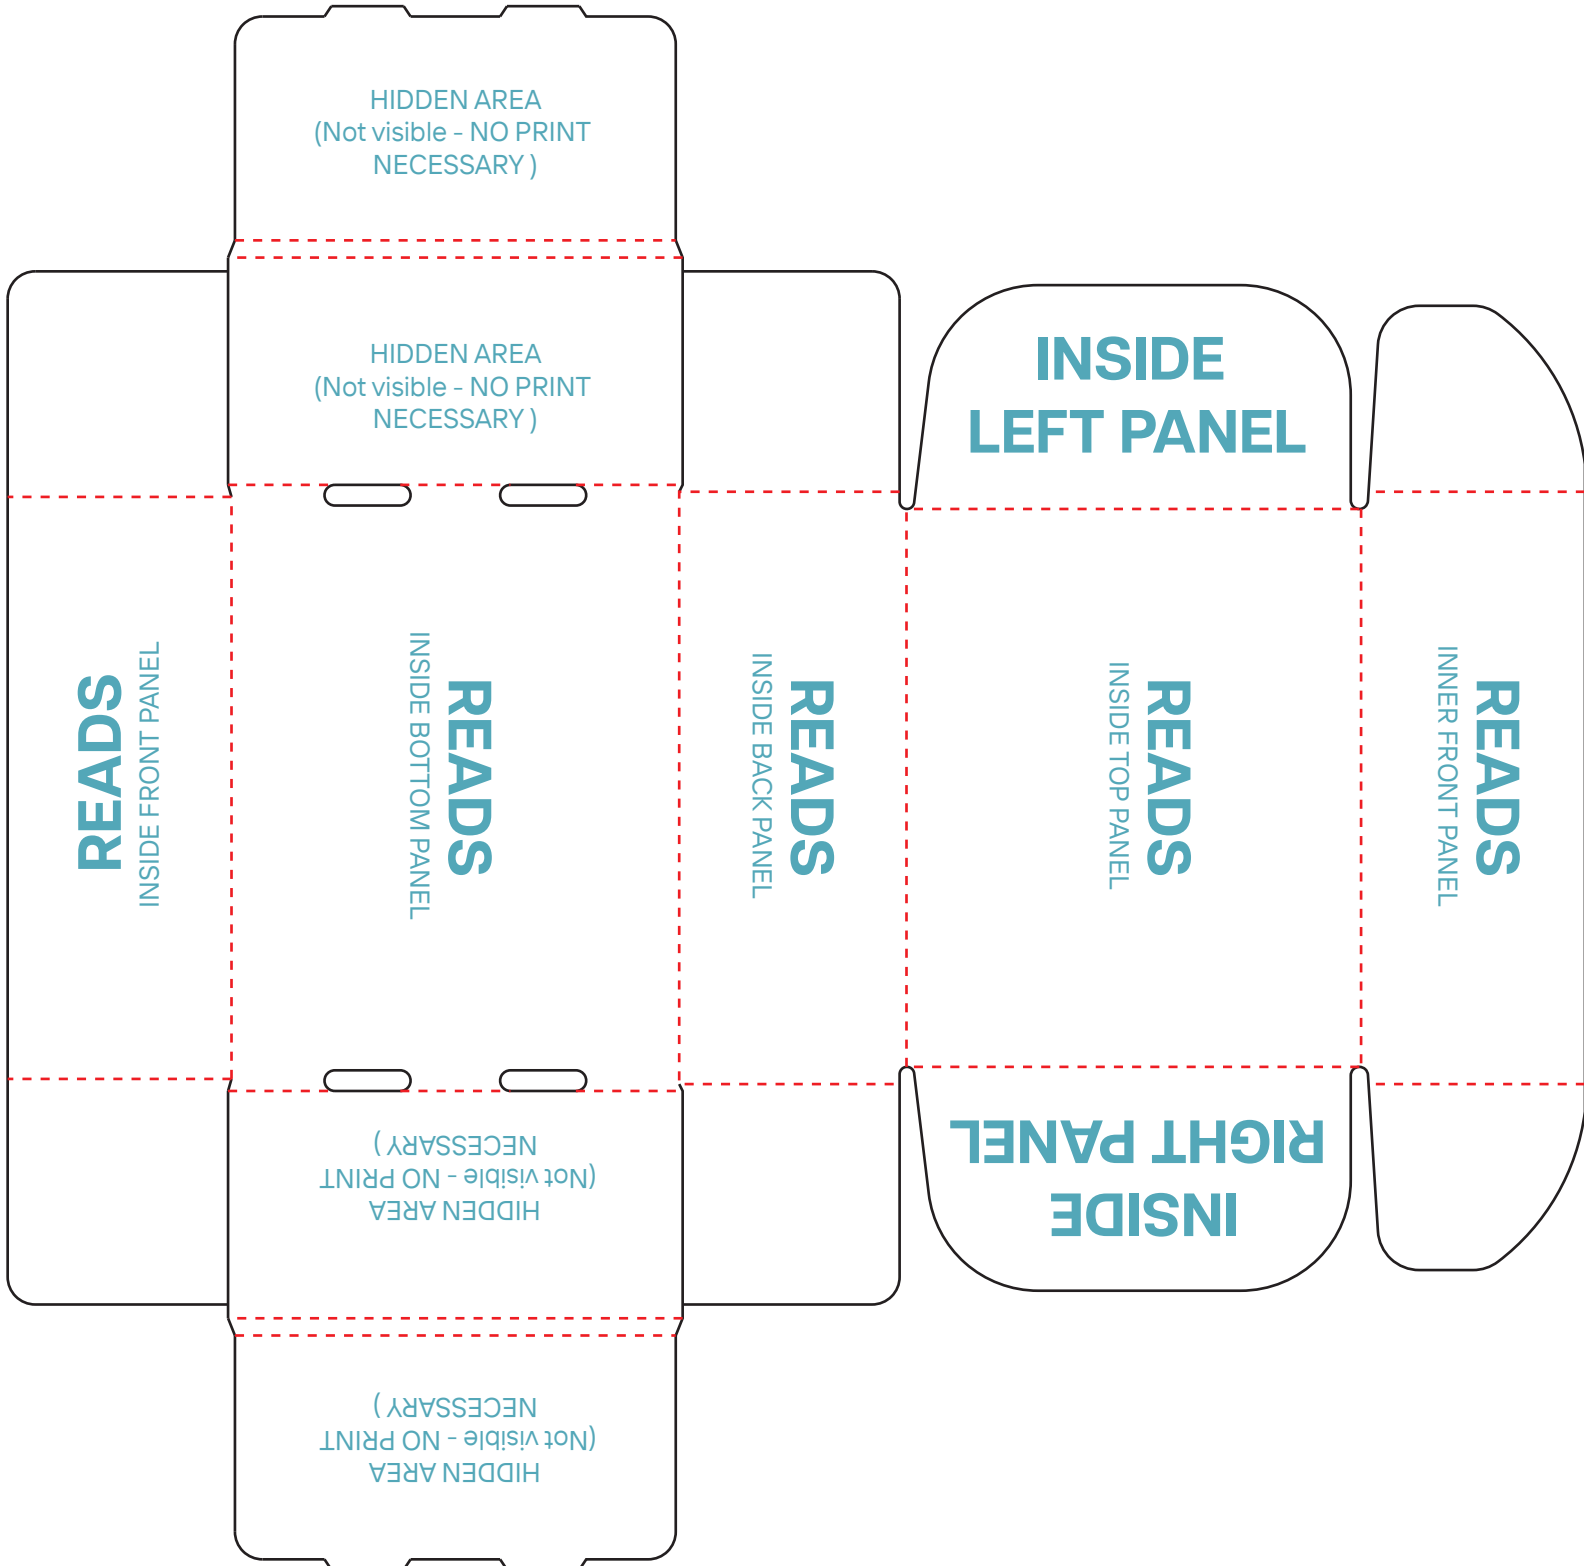 HIDDEN AREA
(Not visible - NO PRINT
NECESSARY )
HIDDEN AREA
(Not visible - NO PRINT
NECESSARY )
INSIDE
LEFT PANEL
READS
INSIDE FRONT PANEL
READS
INSIDE BOTTOM PANEL
READS
INSIDE BACK PANEL
READS
INSIDE TOP PANEL
READS
INNER FRONT PANEL
INSIDE
RIGHT PANEL
HIDDEN AREA
(Not visible - NO PRINT
NECESSARY )
HIDDEN AREA
(Not visible - NO PRINT
NECESSARY )